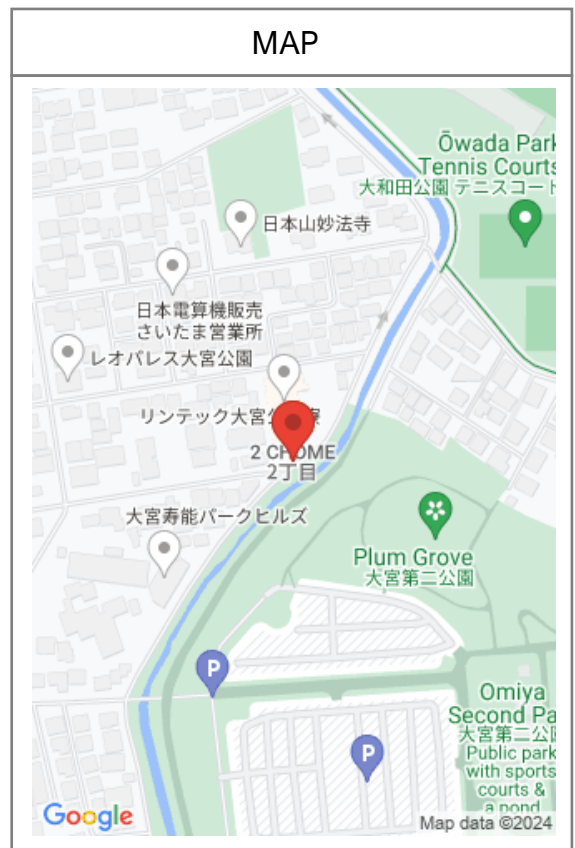 MAP
Ōwada Park
Tennis Courts
大和田公園 テニスコート
日本山妙法寺
日本電算機販売
さいたま営業所
レオパレス大宮公園
リンテック大宮公
2 CHOME
2丁目
大宮寿能パークヒルズ
Plum Grove
大宮第二公園
P
Omiya
Second Pa
大宮第二公園
Public park
with sports
courts &
a pond
P
Google
Map data ©2024